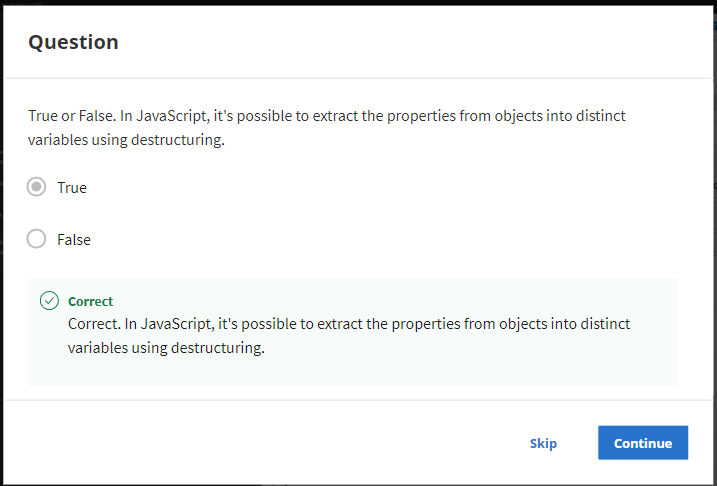 Question
True or False. In JavaScript, it's possible to extract the properties from objects into distinct
variables using destructuring.
True
False
Correct
Correct. In JavaScript, it's possible to extract the properties from objects into distinct
variables using destructuring.
Skip
Continue